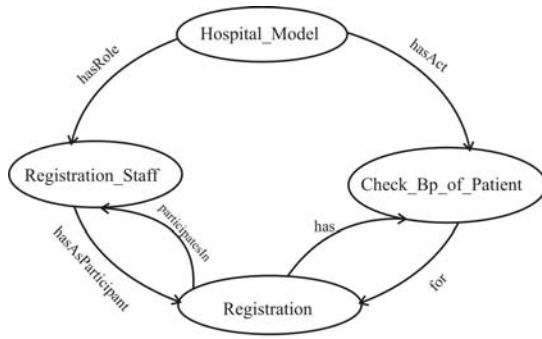 Hospital_Model
hasRole
hasAct
Registration_Staff
Check_Bp_of_Patient
participatesIn
has
hasAsParticipant
for
Registration